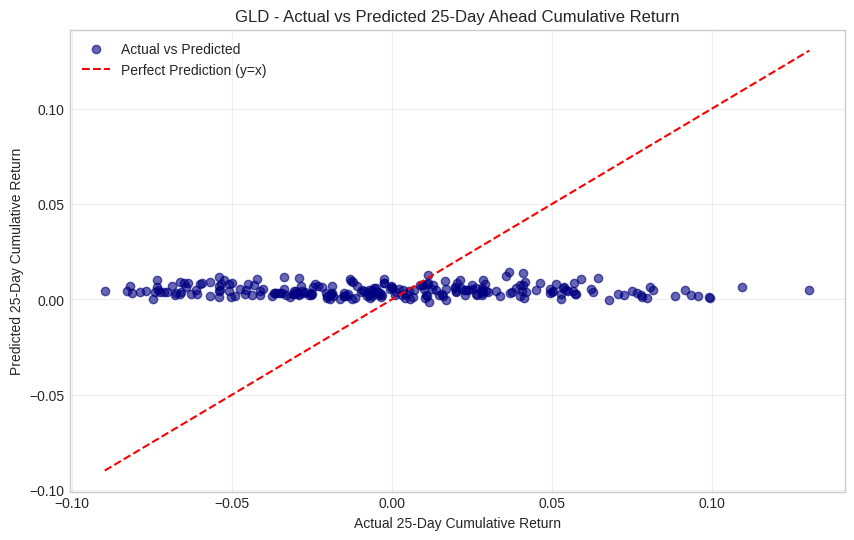 GLD - Actual vs Predicted 25-Day Ahead Cumulative Return
Actual vs Predicted
Perfect Prediction (y=x)
Predicted 25-Day Cumulative Return
0.10
0.05
0.00
−0.05
−0.10
−0.10
−0.05
0.00
0.05
0.10
Actual 25-Day Cumulative Return